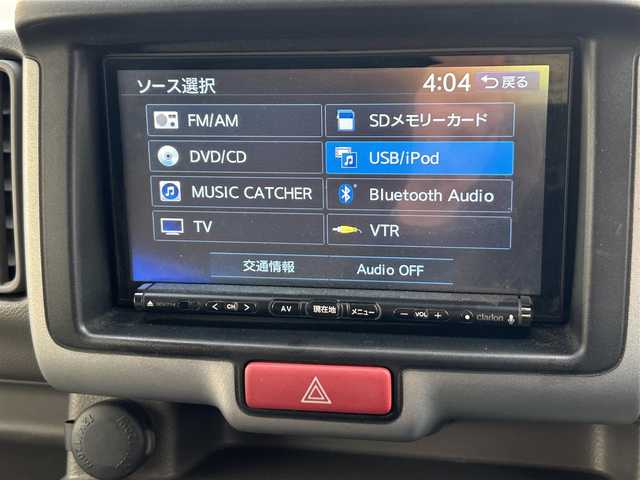 ソース選択 4:04 戻る
FM/AM SDメモリーカード
DVD/CD USB/iPod
MUSIC CATCHER Bluetooth Audio
TV VTR
交通情報 Audio OFF
< CH > AV 現在地 メニュー − VOL + clarion